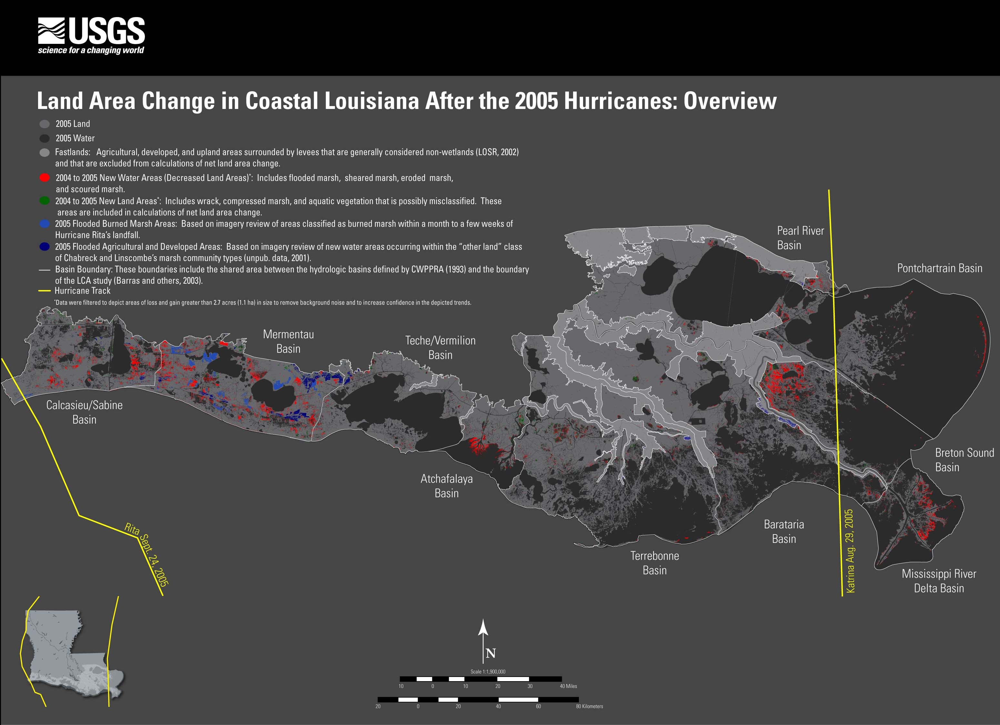 USGS
science for a changing world
Land Area Change in Coastal Louisiana After the 2005 Hurricanes: Overview
2005 Land
2005 Water
Fastlands: Agricultural, developed, and upland areas surrounded by levees that are generally considered non-wetlands (LOSR, 2002)
and that are excluded from calculations of net land area change.
2004 to 2005 New Water Areas (Decreased Land Areas)*: Includes flooded marsh, sheared marsh, eroded marsh,
and scoured marsh.
2004 to 2005 New Land Areas*: Includes wrack, compressed marsh, and aquatic vegetation that is possibly misclassified. These
areas are included in calculations of net land area change.
2005 Flooded Burned Marsh Areas: Based on imagery review of areas classified as burned marsh within a month to a few weeks of
Hurricane Rita's landfall.
2005 Flooded Agricultural and Developed Areas: Based on imagery review of new water areas occurring within the “other land” class
of Chabreck and Linscombe's marsh community types (unpub. data, 2001).
Basin Boundary: These boundaries include the shared area between the hydrologic basins defined by CWPPRA (1993) and the boundary
of the LCA study (Barras and others, 2003).
Hurricane Track
*Data were filtered to depict areas of loss and gain greater than 2.7 acres (1.1 ha) in size to remove background noise and to increase confidence in the depicted trends.
Pearl River
Basin
Pontchartrain Basin
Mermentau
Basin
Teche/Vermilion
Basin
Calcasieu/Sabine
Basin
Breton Sound
Basin
Atchafalaya
Basin
Barataria
Basin
Terrebonne
Basin
Mississippi River
Delta Basin
Rita Sept. 24, 2005
Katrina Aug. 29, 2005
N
Scale 1:1,900,000
10 0 10 20 30 40 Miles
20 0 20 40 60 80 Kilometers